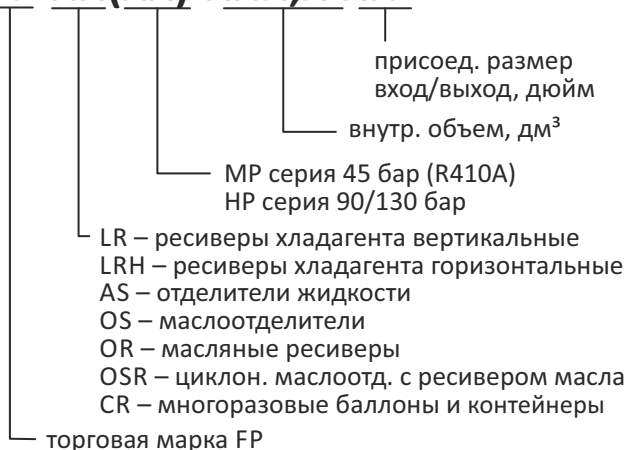 присоед. размер
вход/выход, дюйм
внутр. объем, дм³
MP серия 45 бар (R410A)
HP серия 90/130 бар
LR – ресиверы хладагента вертикальные
LRH – ресиверы хладагента горизонтальные
AS – отделители жидкости
OS – маслоотделители
OR – масляные ресиверы
OSR – циклон. маслоотд. с ресивером масла
CR – многоразовые баллоны и контейнеры
торговая марка FP